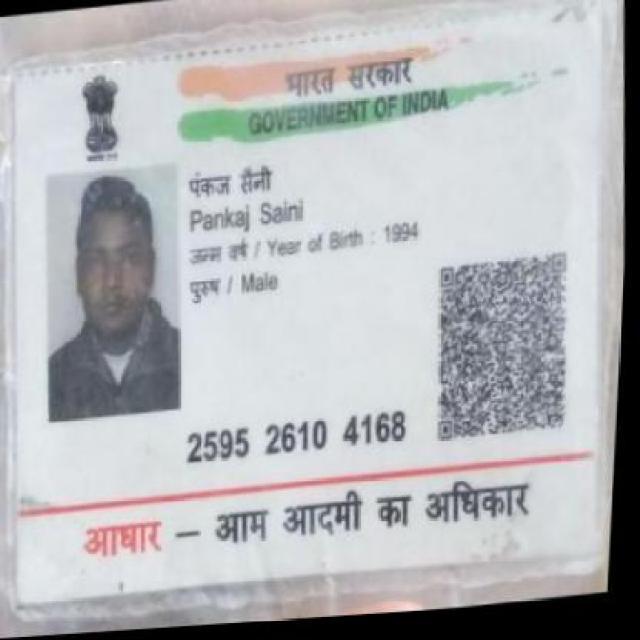 भारत सरकार
GOVERNMENT OF INDIA
पंकज सैनी
Pankaj Saini
जन्म वर्ष / Year of Birth : 1994
पुरुष / Male
2595 2610 4168
आधार – आम आदमी का अधिकार